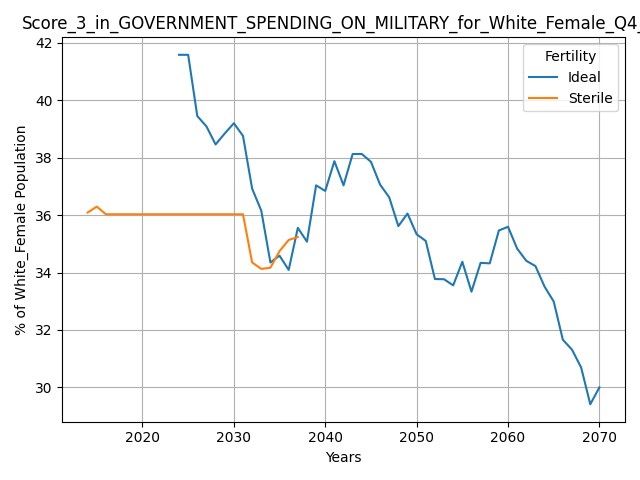 Score_3_in_GOVERNMENT_SPENDING_ON_MILITARY_for_White_Female_Q4_
Fertility
Ideal
Sterile
% of White_Female Population
42
40
38
36
34
32
30
2020
2030
2040
2050
2060
2070
Years